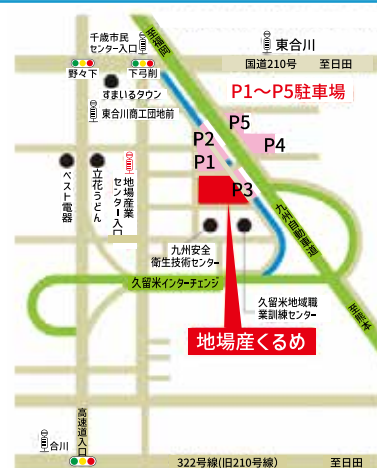 千歳市民
センター入口
至福岡
東合川
野々下
下弓削
国道210号
至日田
すまいるタウン
P1～P5駐車場
東合川商工団地前
P5
P2
P4
P1
P3
ベスト電器
立花うどん
地場産業
センター入口
九州自動車道
九州安全
衛生技術センター
久留米インターチェンジ
久留米地域職
業訓練センター
至熊本
地場産くるめ
高速道入口
合川
322号線(旧210号線)
至日田